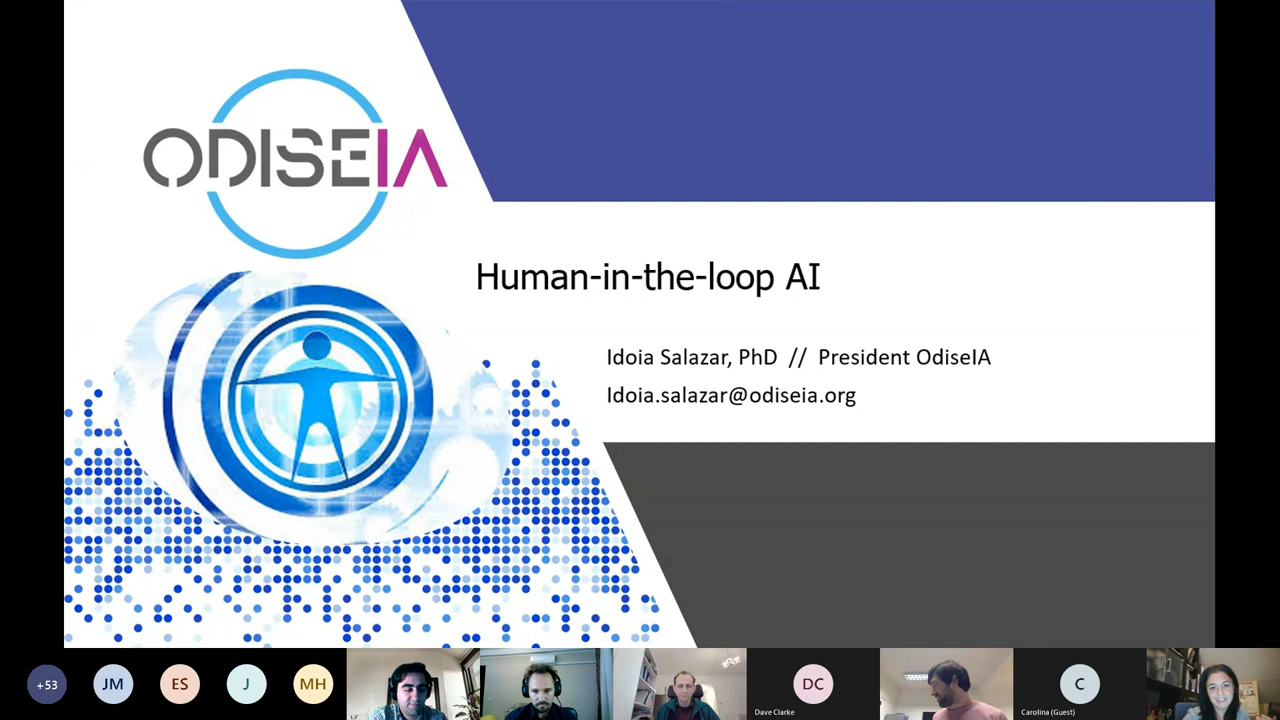 ODISEIA
Human-in-the-loop AI
Idoia Salazar, PhD // President OdiseIA
Idoia.salazar@odiseia.org
+53
JM
ES
J
MH
DC
Dave Clarke
C
Carolina (Guest)